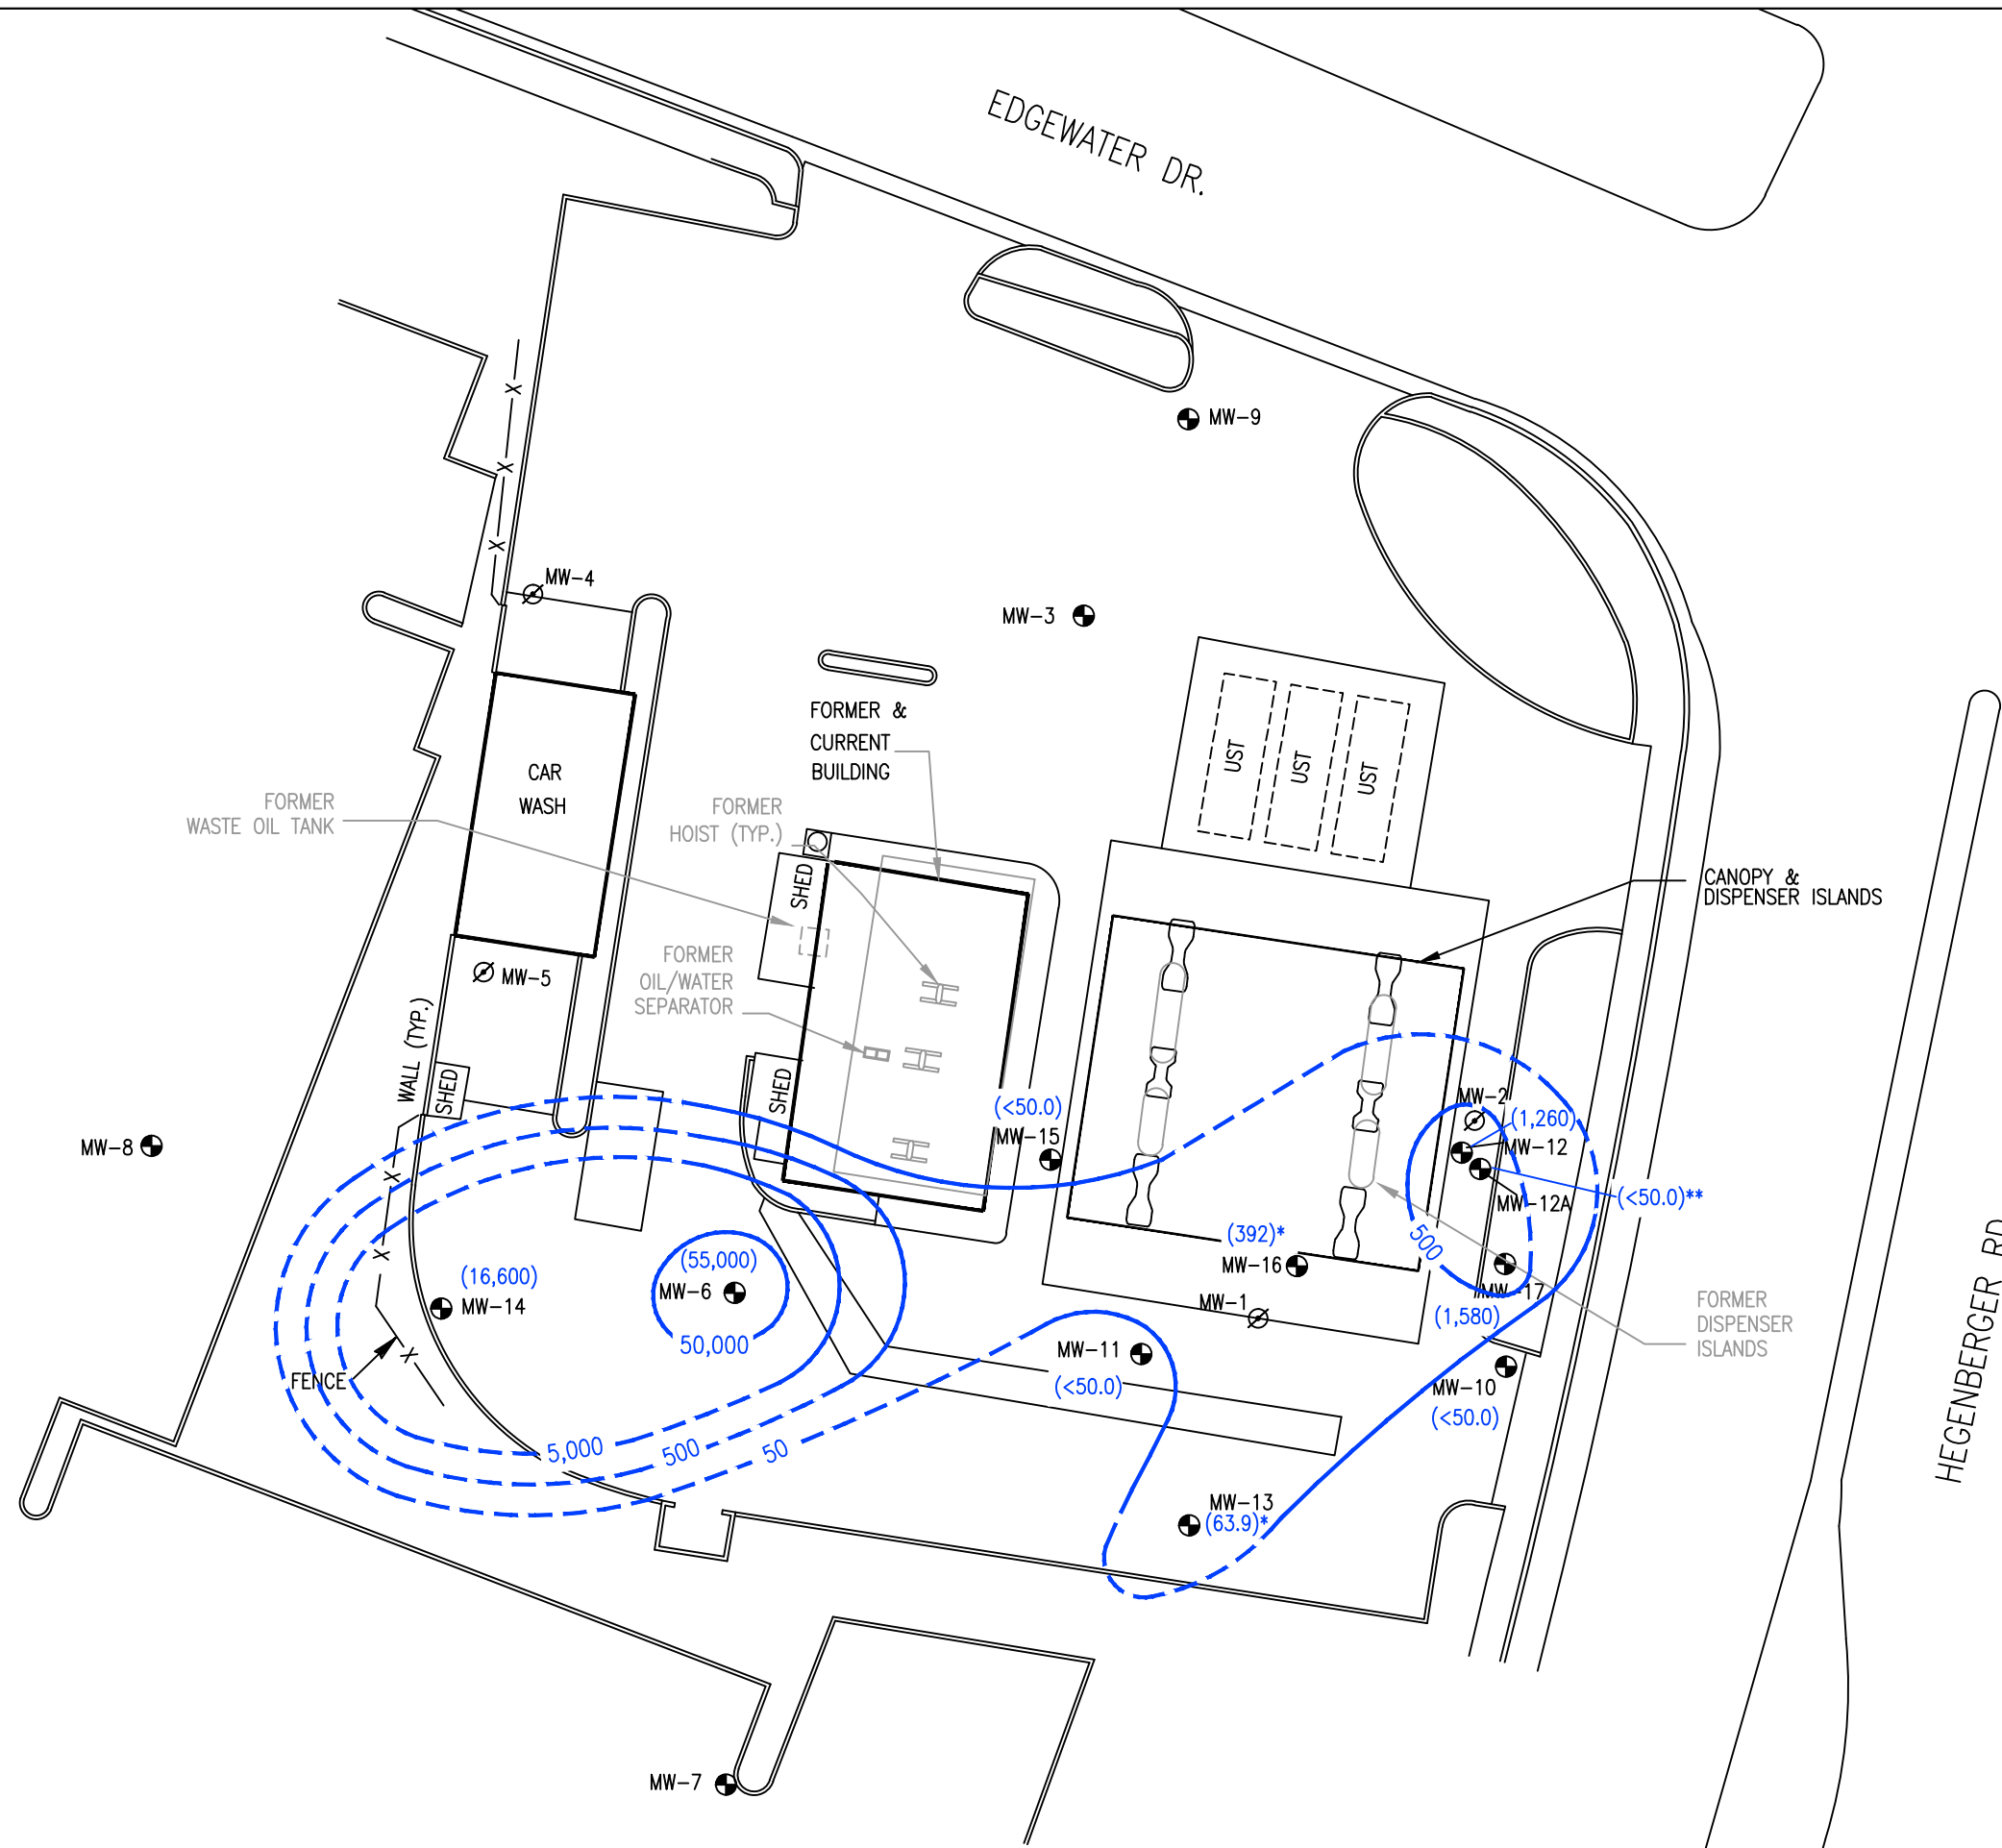 EDGEWATER DR.
MW-9
X
X
X
MW-4
MW-3
FORMER &
CURRENT
BUILDING
UST
UST
UST
CAR
WASH
FORMER
WASTE OIL TANK
FORMER
HOIST (TYP.)
SHED
CANOPY &
DISPENSER ISLANDS
FORMER
OIL/WATER
SEPARATOR
MW-5
WALL (TYP.)
SHED
SHED
(<50.0)
MW-15
MW-2
(1,260)
MW-12
MW-8
X
MW-12A
(<50.0)**
500
(392)*
MW-16
X
(16,600)
MW-14
(55,000)
MW-6
50,000
MW-17
(1,580)
MW-1
FORMER
DISPENSER
ISLANDS
HEGENBERGER RD
X
FENCE
MW-11
(<50.0)
MW-10
(<50.0)
5,000
500
50
MW-13
(63.9)*
MW-7